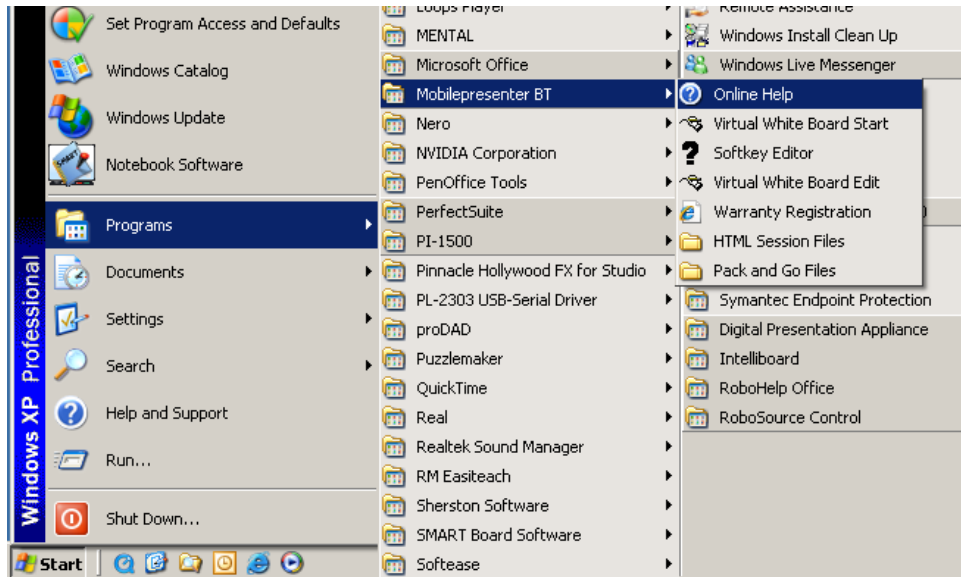 Set Program Access and Defaults
Windows Catalog
Windows Update
Notebook Software
Programs
Documents
Settings
Search
Help and Support
Run...
Shut Down...
Windows XP Professional
Start
Loops Player
MENTAL
Microsoft Office
Mobilepresenter BT
Nero
NVIDIA Corporation
PenOffice Tools
PerfectSuite
PI-1500
Pinnacle Hollywood FX for Studio
PL-2303 USB-Serial Driver
proDAD
Puzzlemaker
QuickTime
Real
Realtek Sound Manager
RM Easiteach
Sherston Software
SMART Board Software
Softease
Remote Assistance
Windows Install Clean Up
Windows Live Messenger
Online Help
Virtual White Board Start
Softkey Editor
Virtual White Board Edit
Warranty Registration
HTML Session Files
Pack and Go Files
Symantec Endpoint Protection
Digital Presentation Appliance
Intelliboard
RoboHelp Office
RoboSource Control